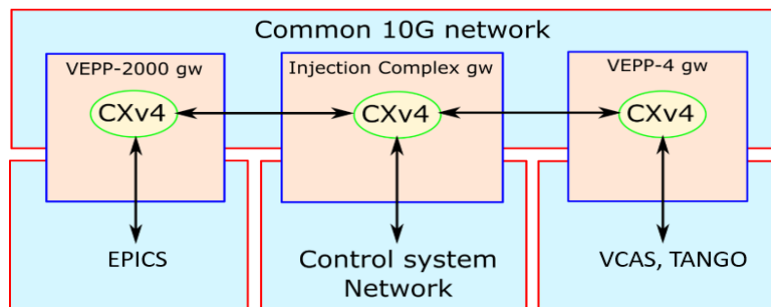 Common 10G network
VEPP-2000 gw
Injection Complex gw
VEPP-4 gw
CXv4
CXv4
CXv4
EPICS
Control system
Network
VCAS, TANGO